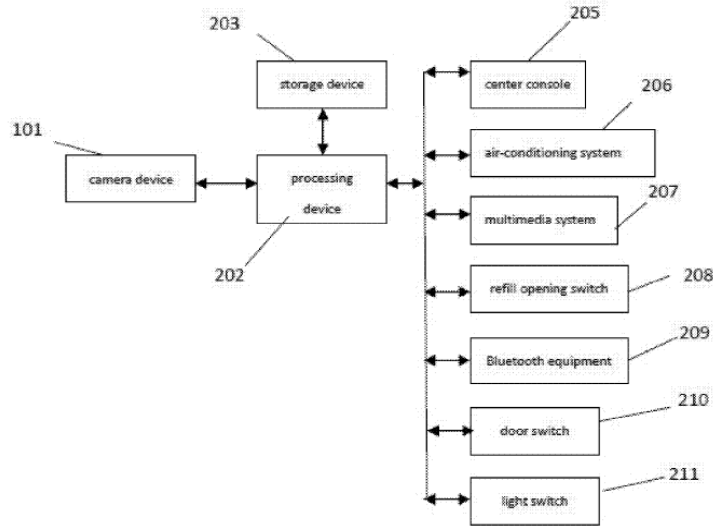 203
storage device
101
camera device
processing
device
202
205
center console
206
air-conditioning system
207
multimedia system
208
refill opening switch
209
Bluetooth equipment
210
door switch
211
light switch